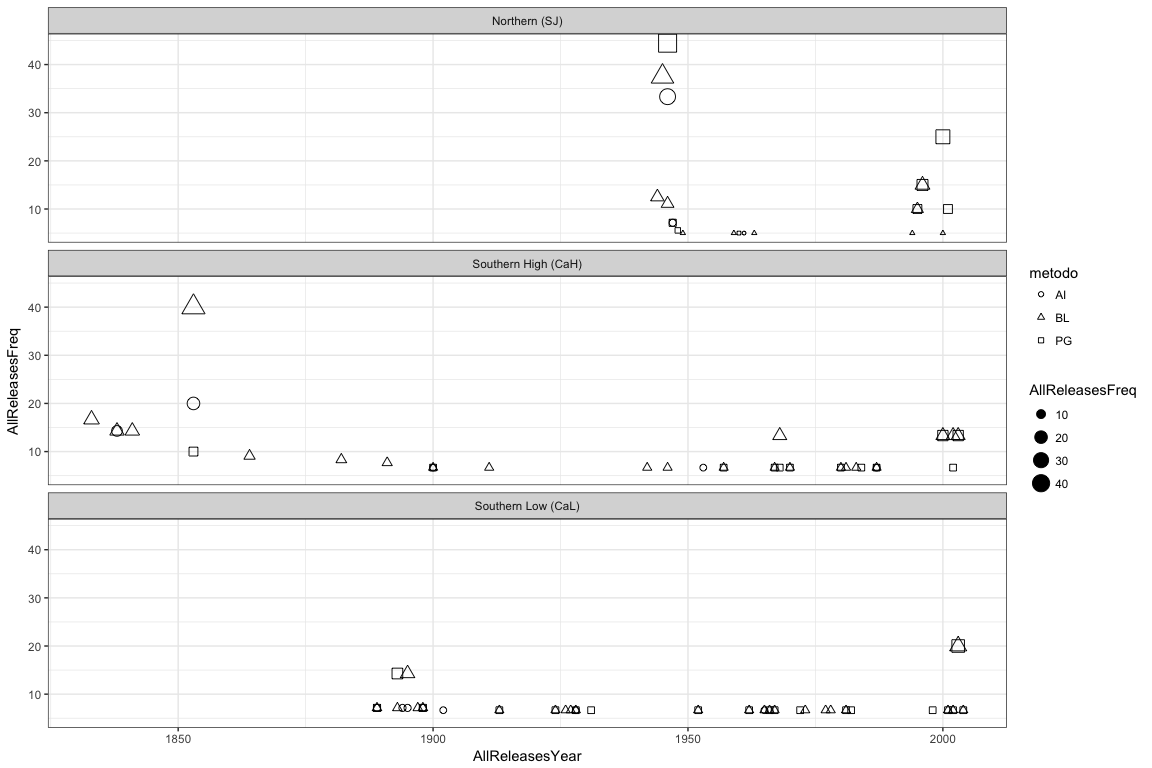 Northern (SJ)
40
30
20
10
Southern High (CaH)
40
30
20
10
Southern Low (CaL)
40
30
20
10
1850 1900 1950 2000
AllReleasesYear
AllReleasesFreq
metodo
AI
BL
PG
AllReleasesFreq
10
20
30
40